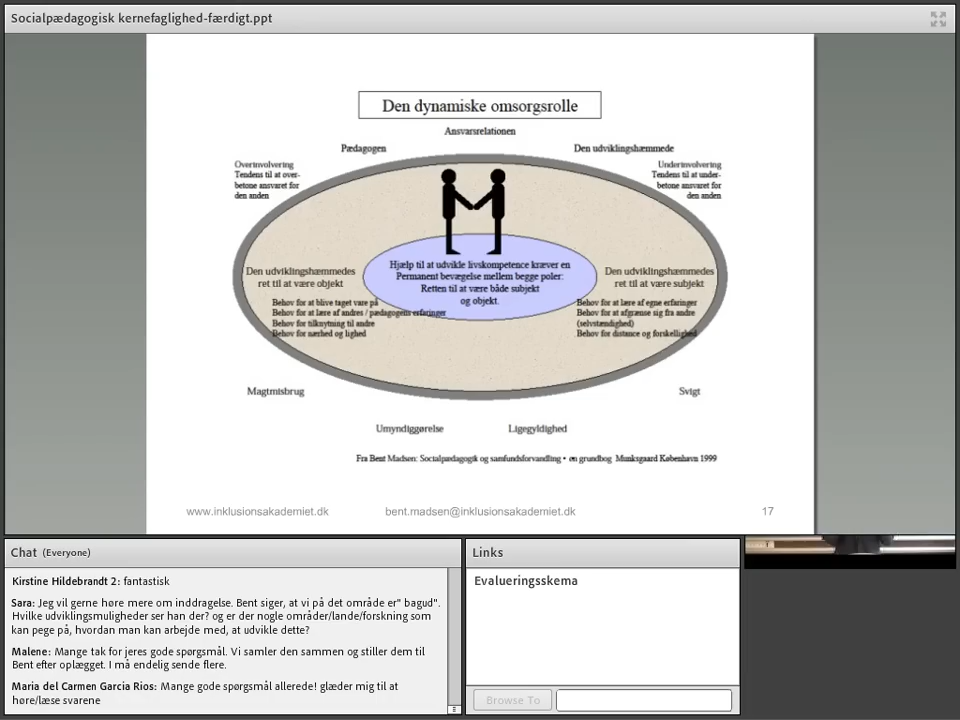 Socialpædagogisk kernefaglighed-færdigt.ppt
Den dynamiske omsorgsrolle
Ansvarsrelationen
Pædagogen
Den udviklingshæmmede
Overinvolvering
Tendens til at over-
betone ansvaret for
den anden
Underinvolvering
Tendens til at under-
betone ansvaret for
den anden
Hjælp til at udvikle livskompetence kræver en
Permanent bevægelse mellem begge poler:
Retten til at være både subjekt
og objekt.
Den udviklingshæmmedes
ret til at være objekt
Behov for at blive taget vare på
Behov for at lære af andres / pædagogens erfaringer
Behov for tilknytning til andre
Behov for nærhed og lighed
Den udviklingshæmmedes
ret til at være subjekt
Behov for at lære af egne erfaringer
Behov for at afgrænse sig fra andre
(selvstændighed)
Behov for distance og forskellighed
Magtmisbrug
Svigt
Umyndiggørelse
Ligegyldighed
Fra Bent Madsen: Socialpædagogik og samfundsforvandling • en grundbog Munksgaard København 1999
www.inklusionsakademiet.dk
bent.madsen@inklusionsakademiet.dk
17
Chat (Everyone)
Kirstine Hildebrandt 2: fantastisk
Sara: Jeg vil gerne høre mere om inddragelse. Bent siger, at vi på det område er" bagud".
Hvilke udviklingsmuligheder ser han der? og er der nogle områder/lande/forskning som
kan pege på, hvordan man kan arbejde med, at udvikle dette?
Malene: Mange tak for jeres gode spørgsmål. Vi samler den sammen og stiller dem til
Bent efter oplægget. I må endelig sende flere.
Maria del Carmen Garcia Rios: Mange gode spørgsmål allerede! glæder mig til at
høre/læse svarene
Links
Evalueringsskema
Browse To